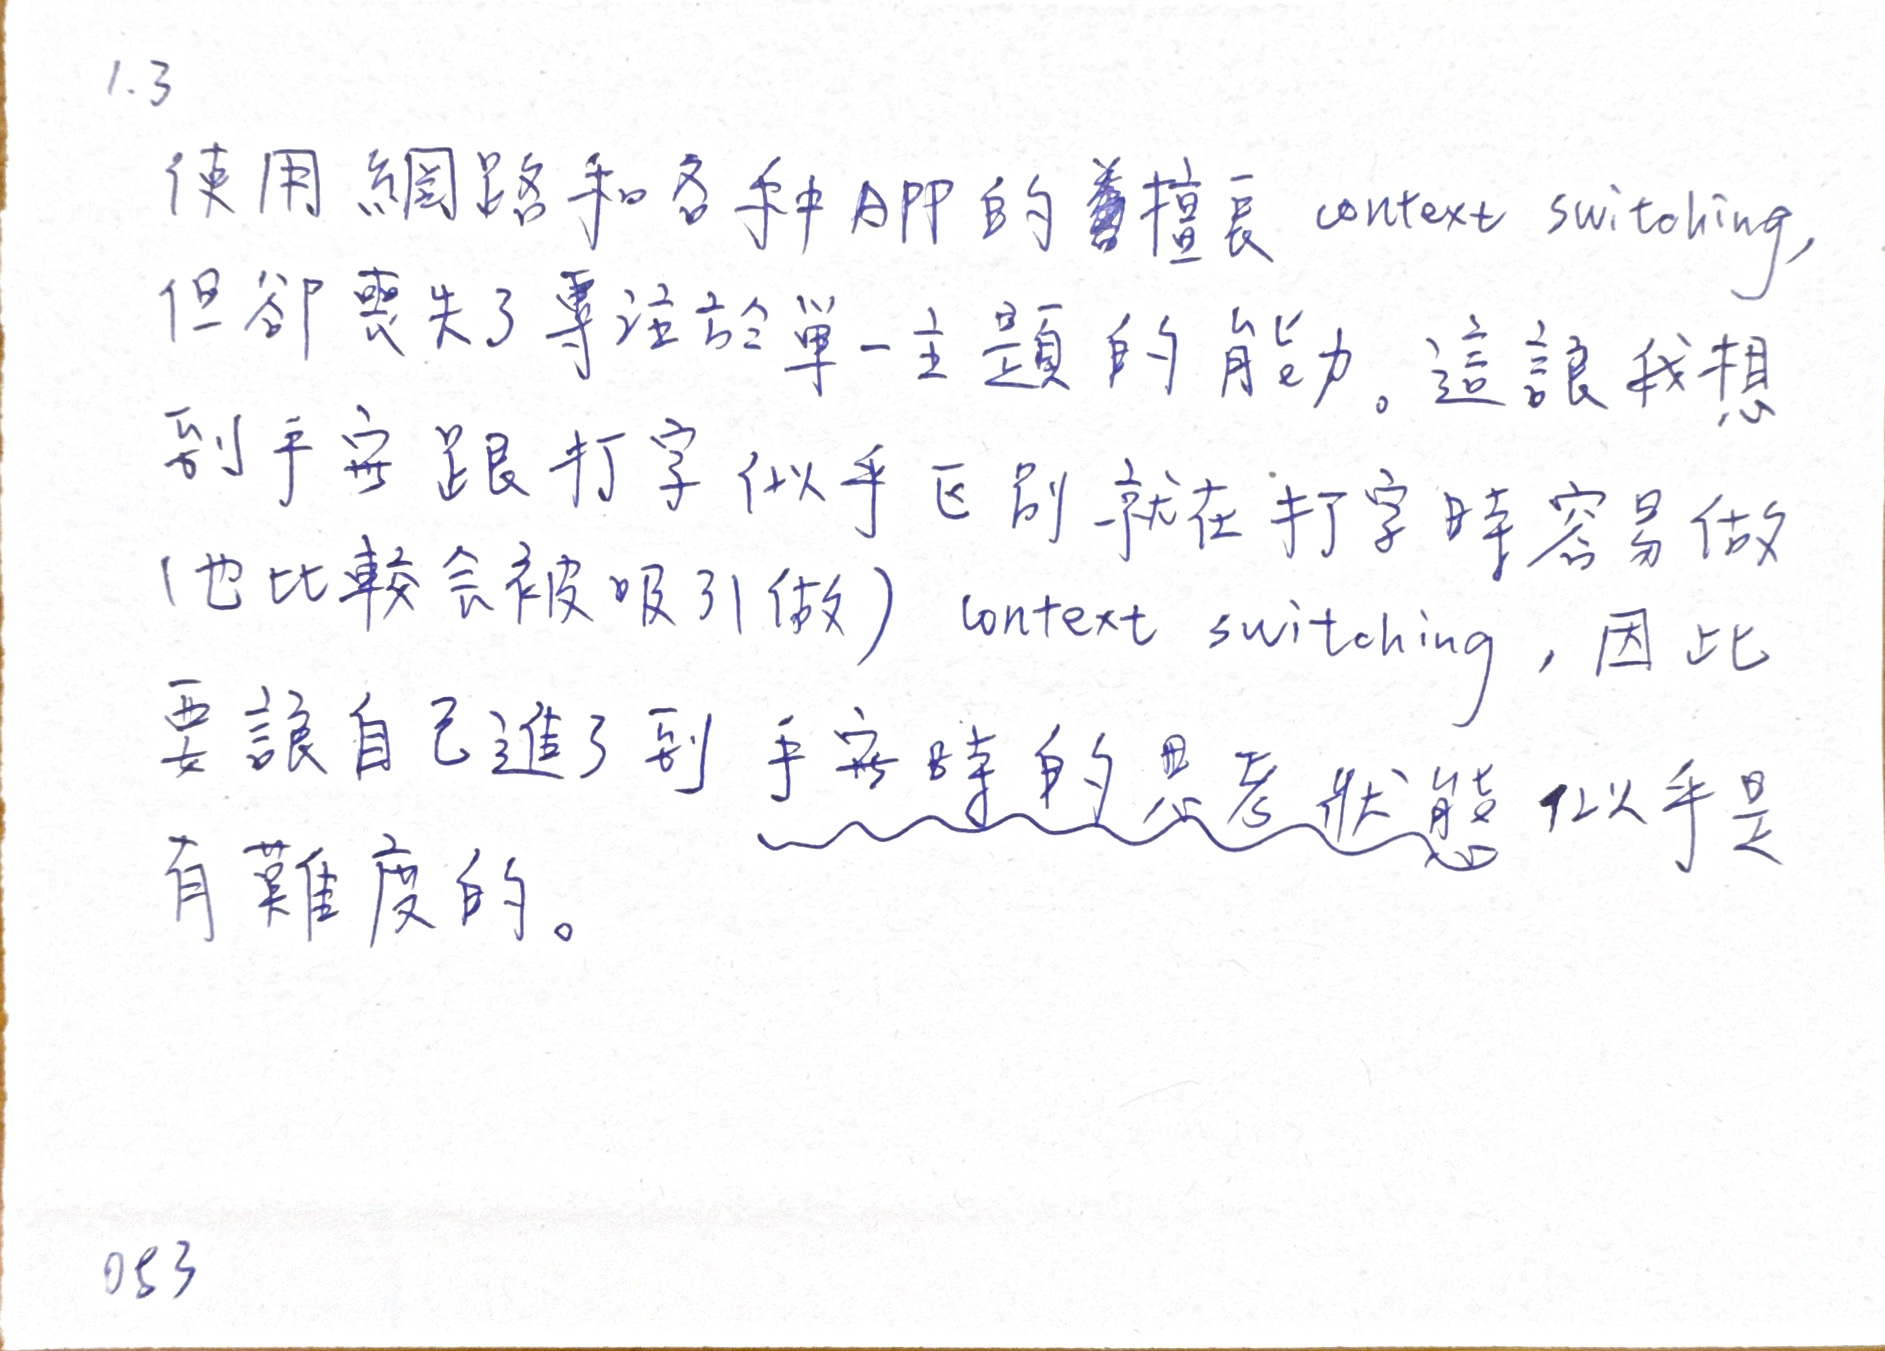 1.3
使用網路和各种APP的擅長 context switching,
但卻喪失了專注於單一主題的能力。這讓我想
到手寫跟打字似乎区別就在打字時容易做
(也比較会被吸引做) context switching, 因此
要讓自己進了到手寫時的思考狀態似乎是
有難度的。
053